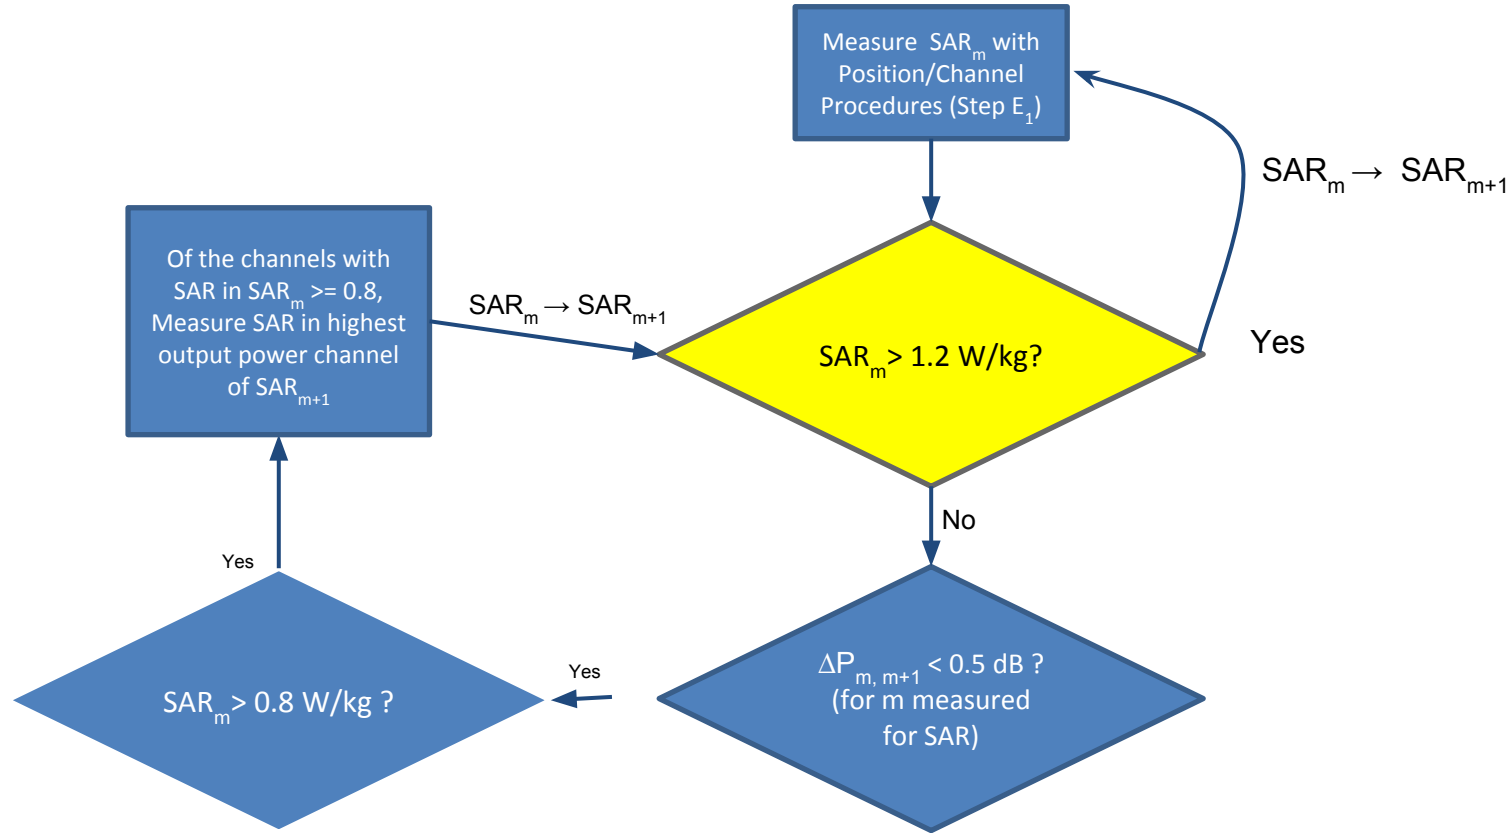 Measure SARₘ with
Position/Channel
Procedures (Step E₁)
SARₘ → SARₘ₊₁
Of the channels with
SAR in SARₘ >= 0.8,
Measure SAR in highest
output power channel
of SARₘ₊₁
SARₘ → SARₘ₊₁
SARₘ > 1.2 W/kg?
Yes
No
Yes
Yes
SARₘ > 0.8 W/kg ?
ΔPₘ, ₘ₊₁ < 0.5 dB ?
(for m measured
for SAR)